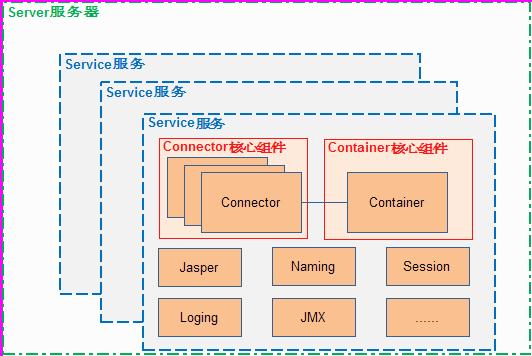 Server服务器
Service服务
Service服务
Service服务
Connector核心组件
Container核心组件
Connector
Container
Jasper
Naming
Session
Loging
JMX
......